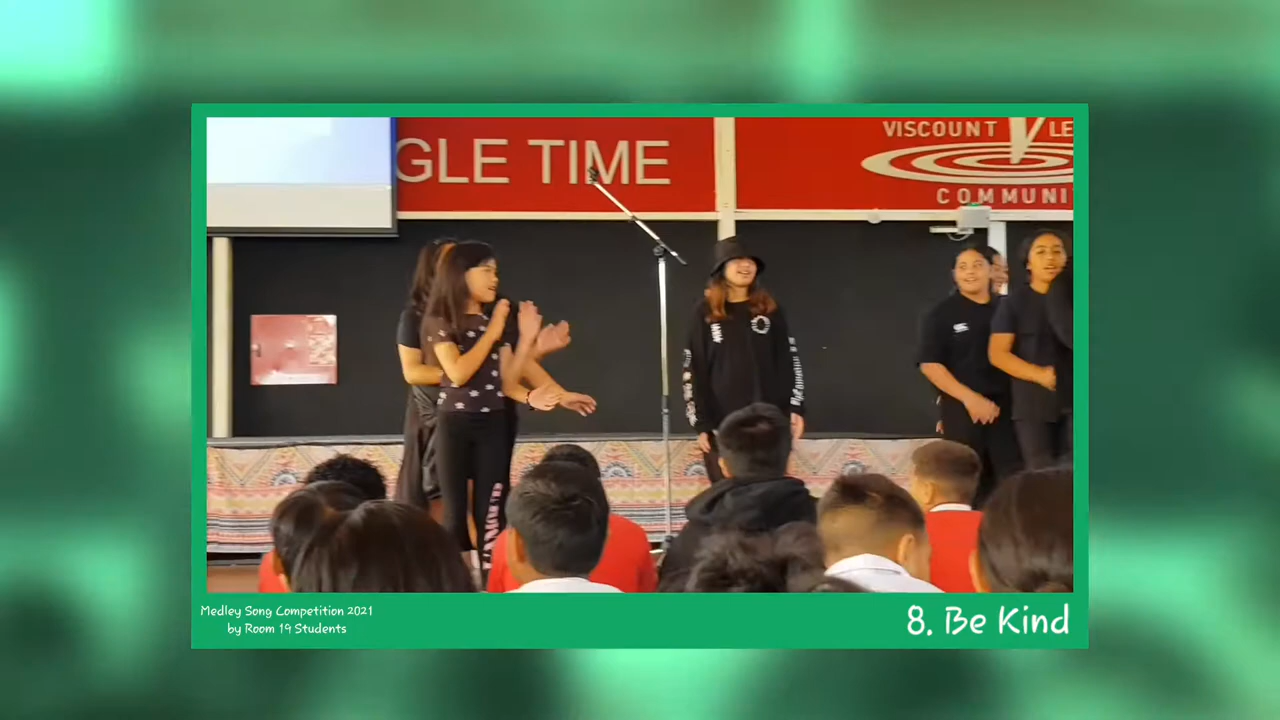 GLE TIME
VISCOUNT LE
COMMUNI
Medley Song Competition 2021
by Room 19 Students
8. Be Kind